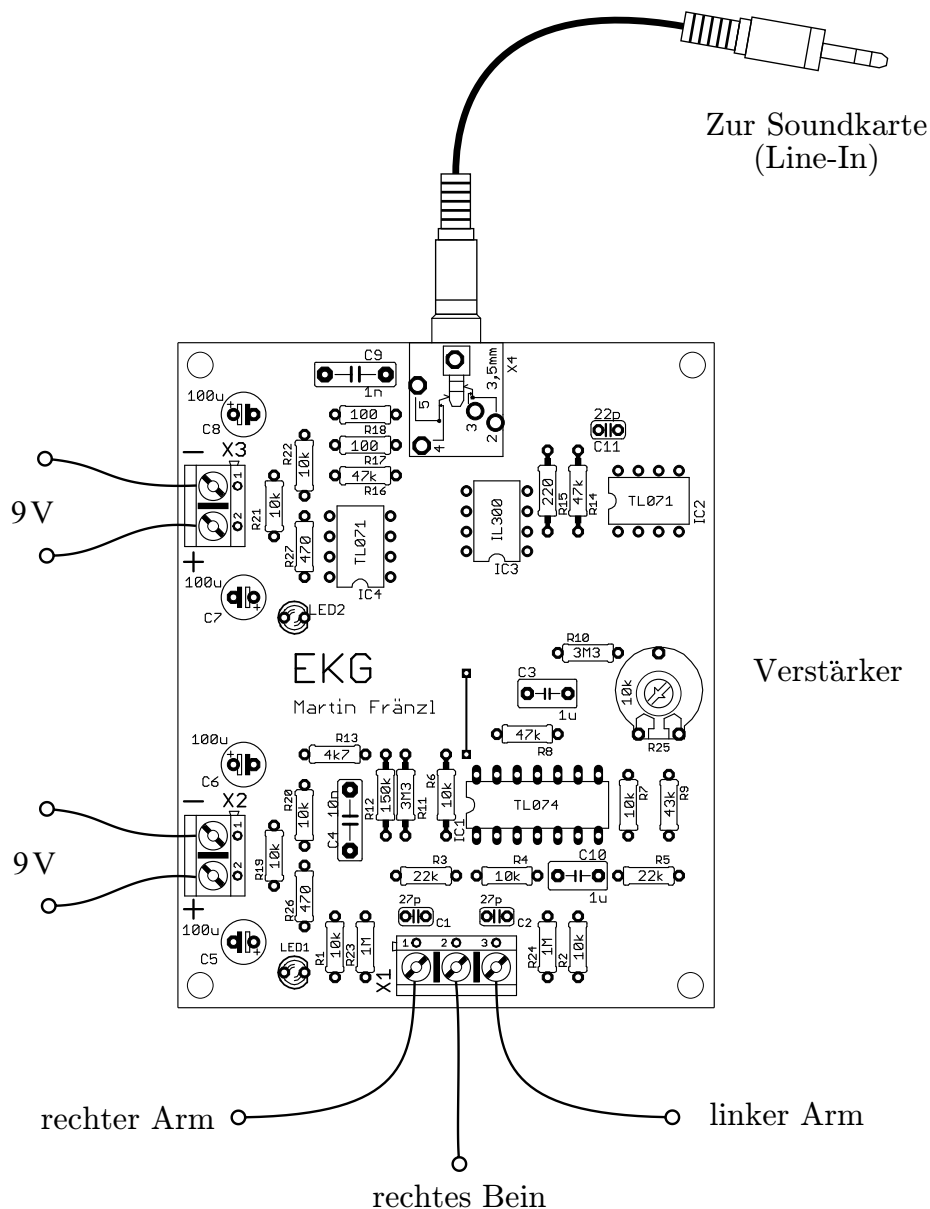 Zur Soundkarte
(Line-In)
C9
1n
3,5mm
X4
5
4
3
2
100u
C8
100
R18
100
R17
47k
R16
R22
10k
22p
C11
X3
1
2
9V
R21
10k
R27
470
TL071
IC4
IL300
IC3
220
R15
47k
R14
TL071
IC2
100u
C7
LED2
EKG
Martin Fränzl
R10
3M3
C3
1u
10k
R25
Verstärker
47k
R8
R13
4k7
100u
C6
X2
1
2
9V
R20
10k
R19
10k
R26
470
10n
C4
R12
150k
3M3
R11
R6
10k
IC1
TL074
10k
R7
43k
R9
R3
22k
R4
10k
C10
1u
R5
22k
100u
C5
LED1
27p
C1
27p
C2
R1
10k
R23
1M
R24
1M
R2
10k
X1
1
2
3
rechter Arm
linker Arm
rechtes Bein